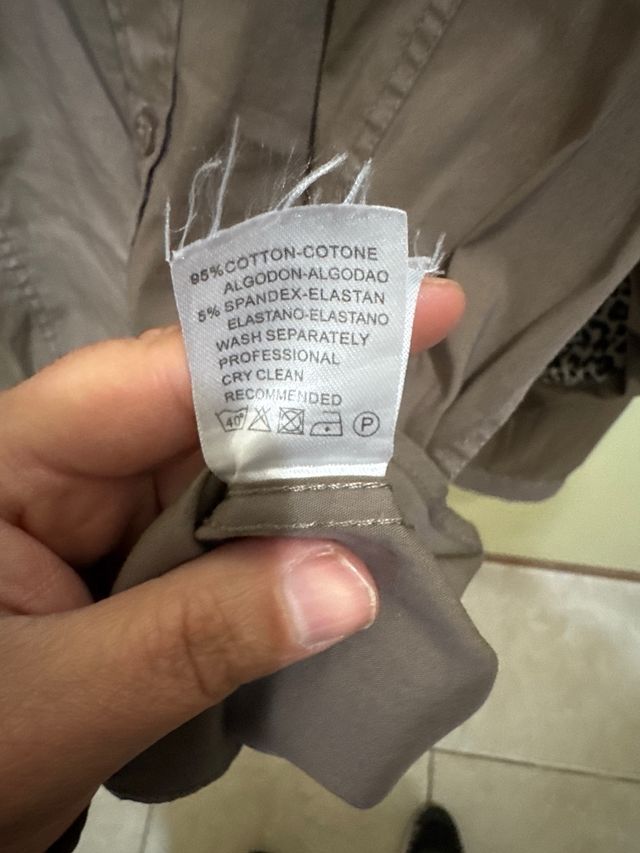 95%COTTON-COTONE
ALGODON-ALGODAO
5% SPANDEX-ELASTAN
ELASTANO-ELASTANO
WASH SEPARATELY
PROFESSIONAL
CRY CLEAN
RECOMMENDED
40° P